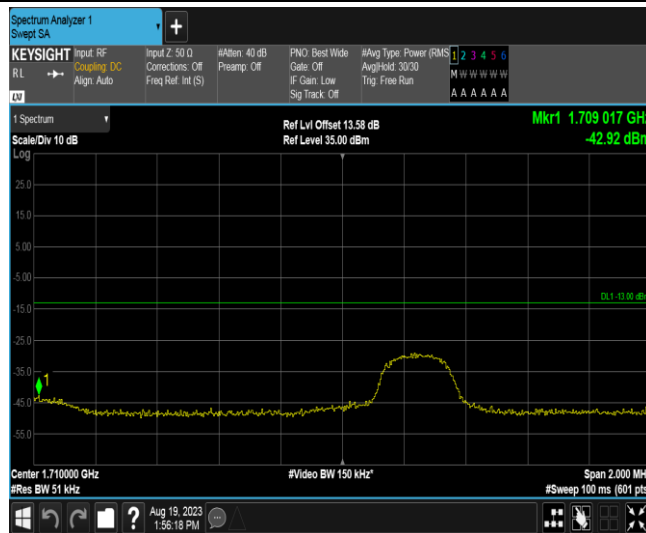 Spectrum Analyzer 1
Swept SA
+
KEYSIGHT
RL
LXI
Input: RF
Coupling: DC
Align: Auto
Input Z: 50 Ω
Corrections: Off
Freq Ref: Int (S)
#Atten: 40 dB
Preamp: Off
PNO: Best Wide
Gate: Off
IF Gain: Low
Sig Track: Off
#Avg Type: Power (RMS
Avg|Hold: 30/30
Trig: Free Run
1 2 3 4 5 6
M W W W W W
A A A A A A
1 Spectrum
Scale/Div 10 dB
Ref Lvl Offset 13.58 dB
Ref Level 35.00 dBm
Mkr1 1.709 017 GHz
-42.92 dBm
Log
25.0
15.0
5.00
-5.00
-15.0
-25.0
-35.0
-45.0
-55.0
DL1 -13.00 dBm
1
Center 1.710000 GHz
#Res BW 51 kHz
#Video BW 150 kHz*
Span 2.000 MH
#Sweep 100 ms (601 pts
?
Aug 19, 2023
1:56:18 PM